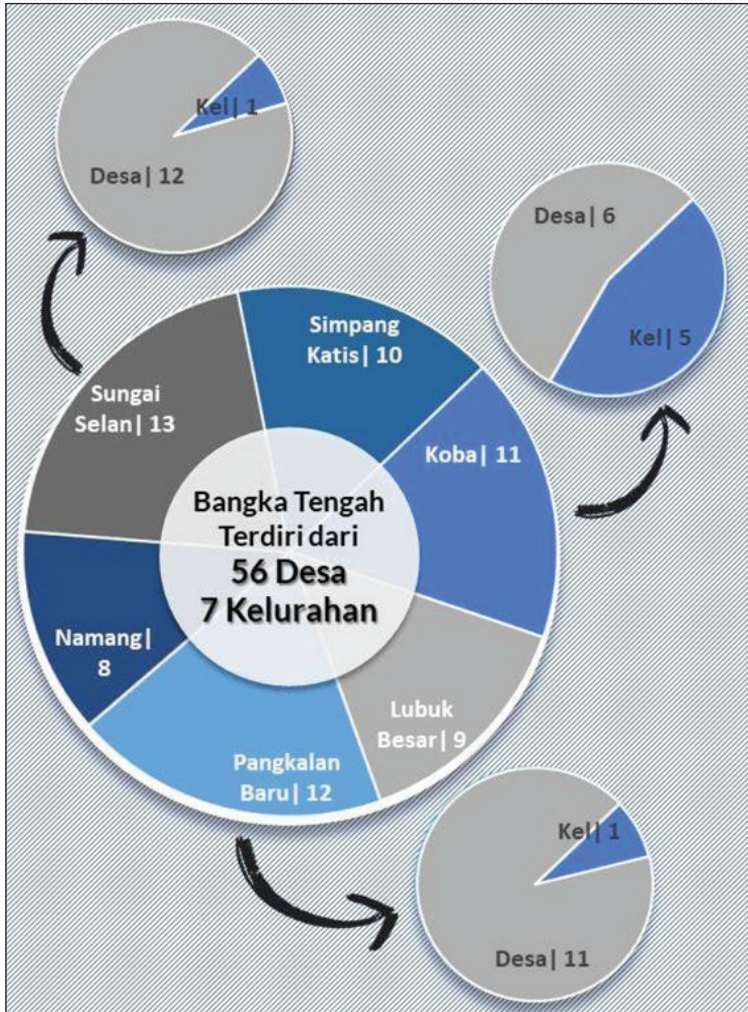 Kel| 1
Desa| 12
Desa| 6
Kel| 5
Simpang
Katis| 10
Sungai
Selan| 13
Koba| 11
Bangka Tengah
Terdiri dari
56 Desa
7 Kelurahan
Namang|
8
Lubuk
Besar| 9
Pangkalan
Baru| 12
Kel| 1
Desa| 11